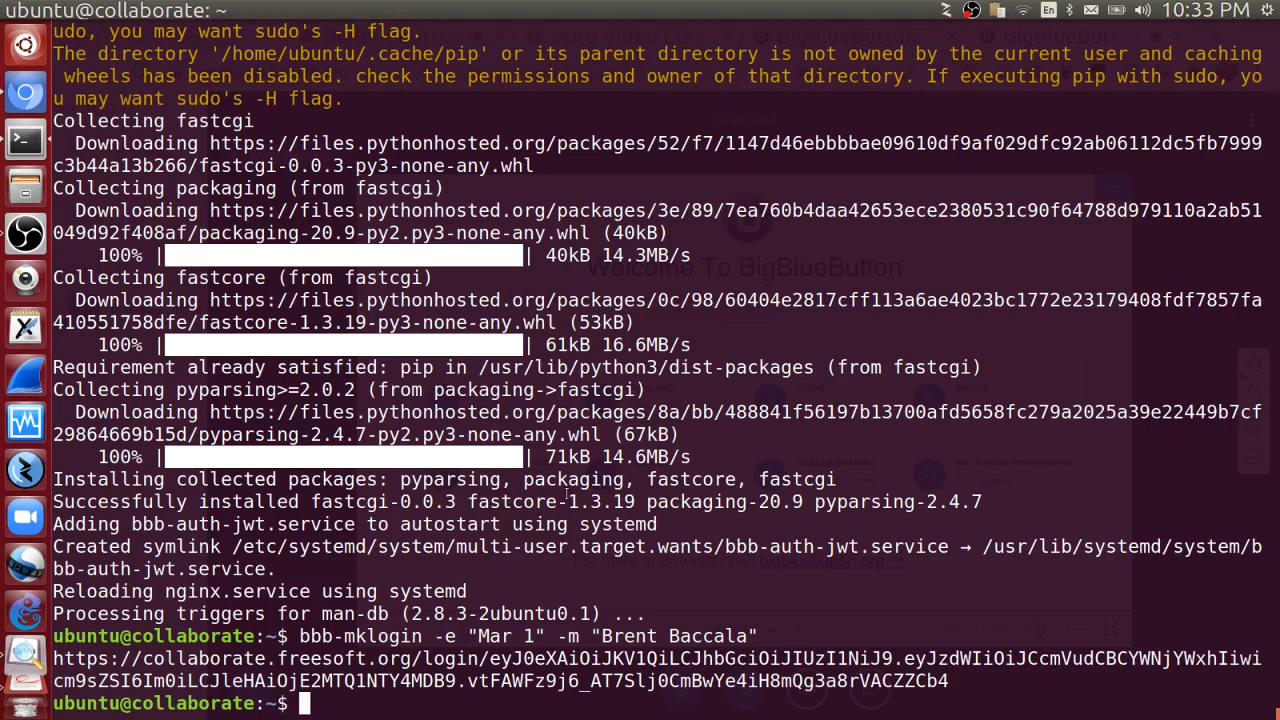 ubuntu@collaborate: ~
En
10:33 PM
udo, you may want sudo's -H flag.
The directory '/home/ubuntu/.cache/pip' or its parent directory is not owned by the current user and caching
wheels has been disabled. check the permissions and owner of that directory. If executing pip with sudo, yo
u may want sudo's -H flag.
Collecting fastcgi
Downloading https://files.pythonhosted.org/packages/52/f7/1147d46ebbbbae09610df9af029dfc92ab06112dc5fb7999
c3b44a13b266/fastcgi-0.0.3-py3-none-any.whl
Collecting packaging (from fastcgi)
Downloading https://files.pythonhosted.org/packages/3e/89/7ea760b4daa42653ece2380531c90f64788d979110a2ab51
049d92f408af/packaging-20.9-py2.py3-none-any.whl (40kB)
100% | | 40kB 14.3MB/s
Collecting fastcore (from fastcgi)
Downloading https://files.pythonhosted.org/packages/0c/98/60404e2817cff113a6ae4023bc1772e23179408fdf7857fa
410551758dfe/fastcore-1.3.19-py3-none-any.whl (53kB)
100% | | 61kB 16.6MB/s
Requirement already satisfied: pip in /usr/lib/python3/dist-packages (from fastcgi)
Collecting pyparsing>=2.0.2 (from packaging->fastcgi)
Downloading https://files.pythonhosted.org/packages/8a/bb/488841f56197b13700afd5658fc279a2025a39e22449b7cf
29864669b15d/pyparsing-2.4.7-py2.py3-none-any.whl (67kB)
100% | | 71kB 14.6MB/s
Installing collected packages: pyparsing, packaging, fastcore, fastcgi
Successfully installed fastcgi-0.0.3 fastcore-1.3.19 packaging-20.9 pyparsing-2.4.7
Adding bbb-auth-jwt.service to autostart using systemd
Created symlink /etc/systemd/system/multi-user.target.wants/bbb-auth-jwt.service → /usr/lib/systemd/system/b
bb-auth-jwt.service.
Reloading nginx.service using systemd
Processing triggers for man-db (2.8.3-2ubuntu0.1) ...
ubuntu@collaborate:~$ bbb-mklogin -e "Mar 1" -m "Brent Baccala"
https://collaborate.freesoft.org/login/eyJ0eXAiOiJKV1QiLCJhbGciOiJIUzI1NiJ9.eyJzdWIiOiJCcmVudCBCYWNjYWxhIiwi
cm9sZSI6Im0iLCJleHAiOjE2MTQ1NTY4MDB9.vtFAWFz9j6_AT7Slj0CmBwYe4iH8mQg3a8rVACZZCb4
ubuntu@collaborate:~$
Welcome To BigBlueButton